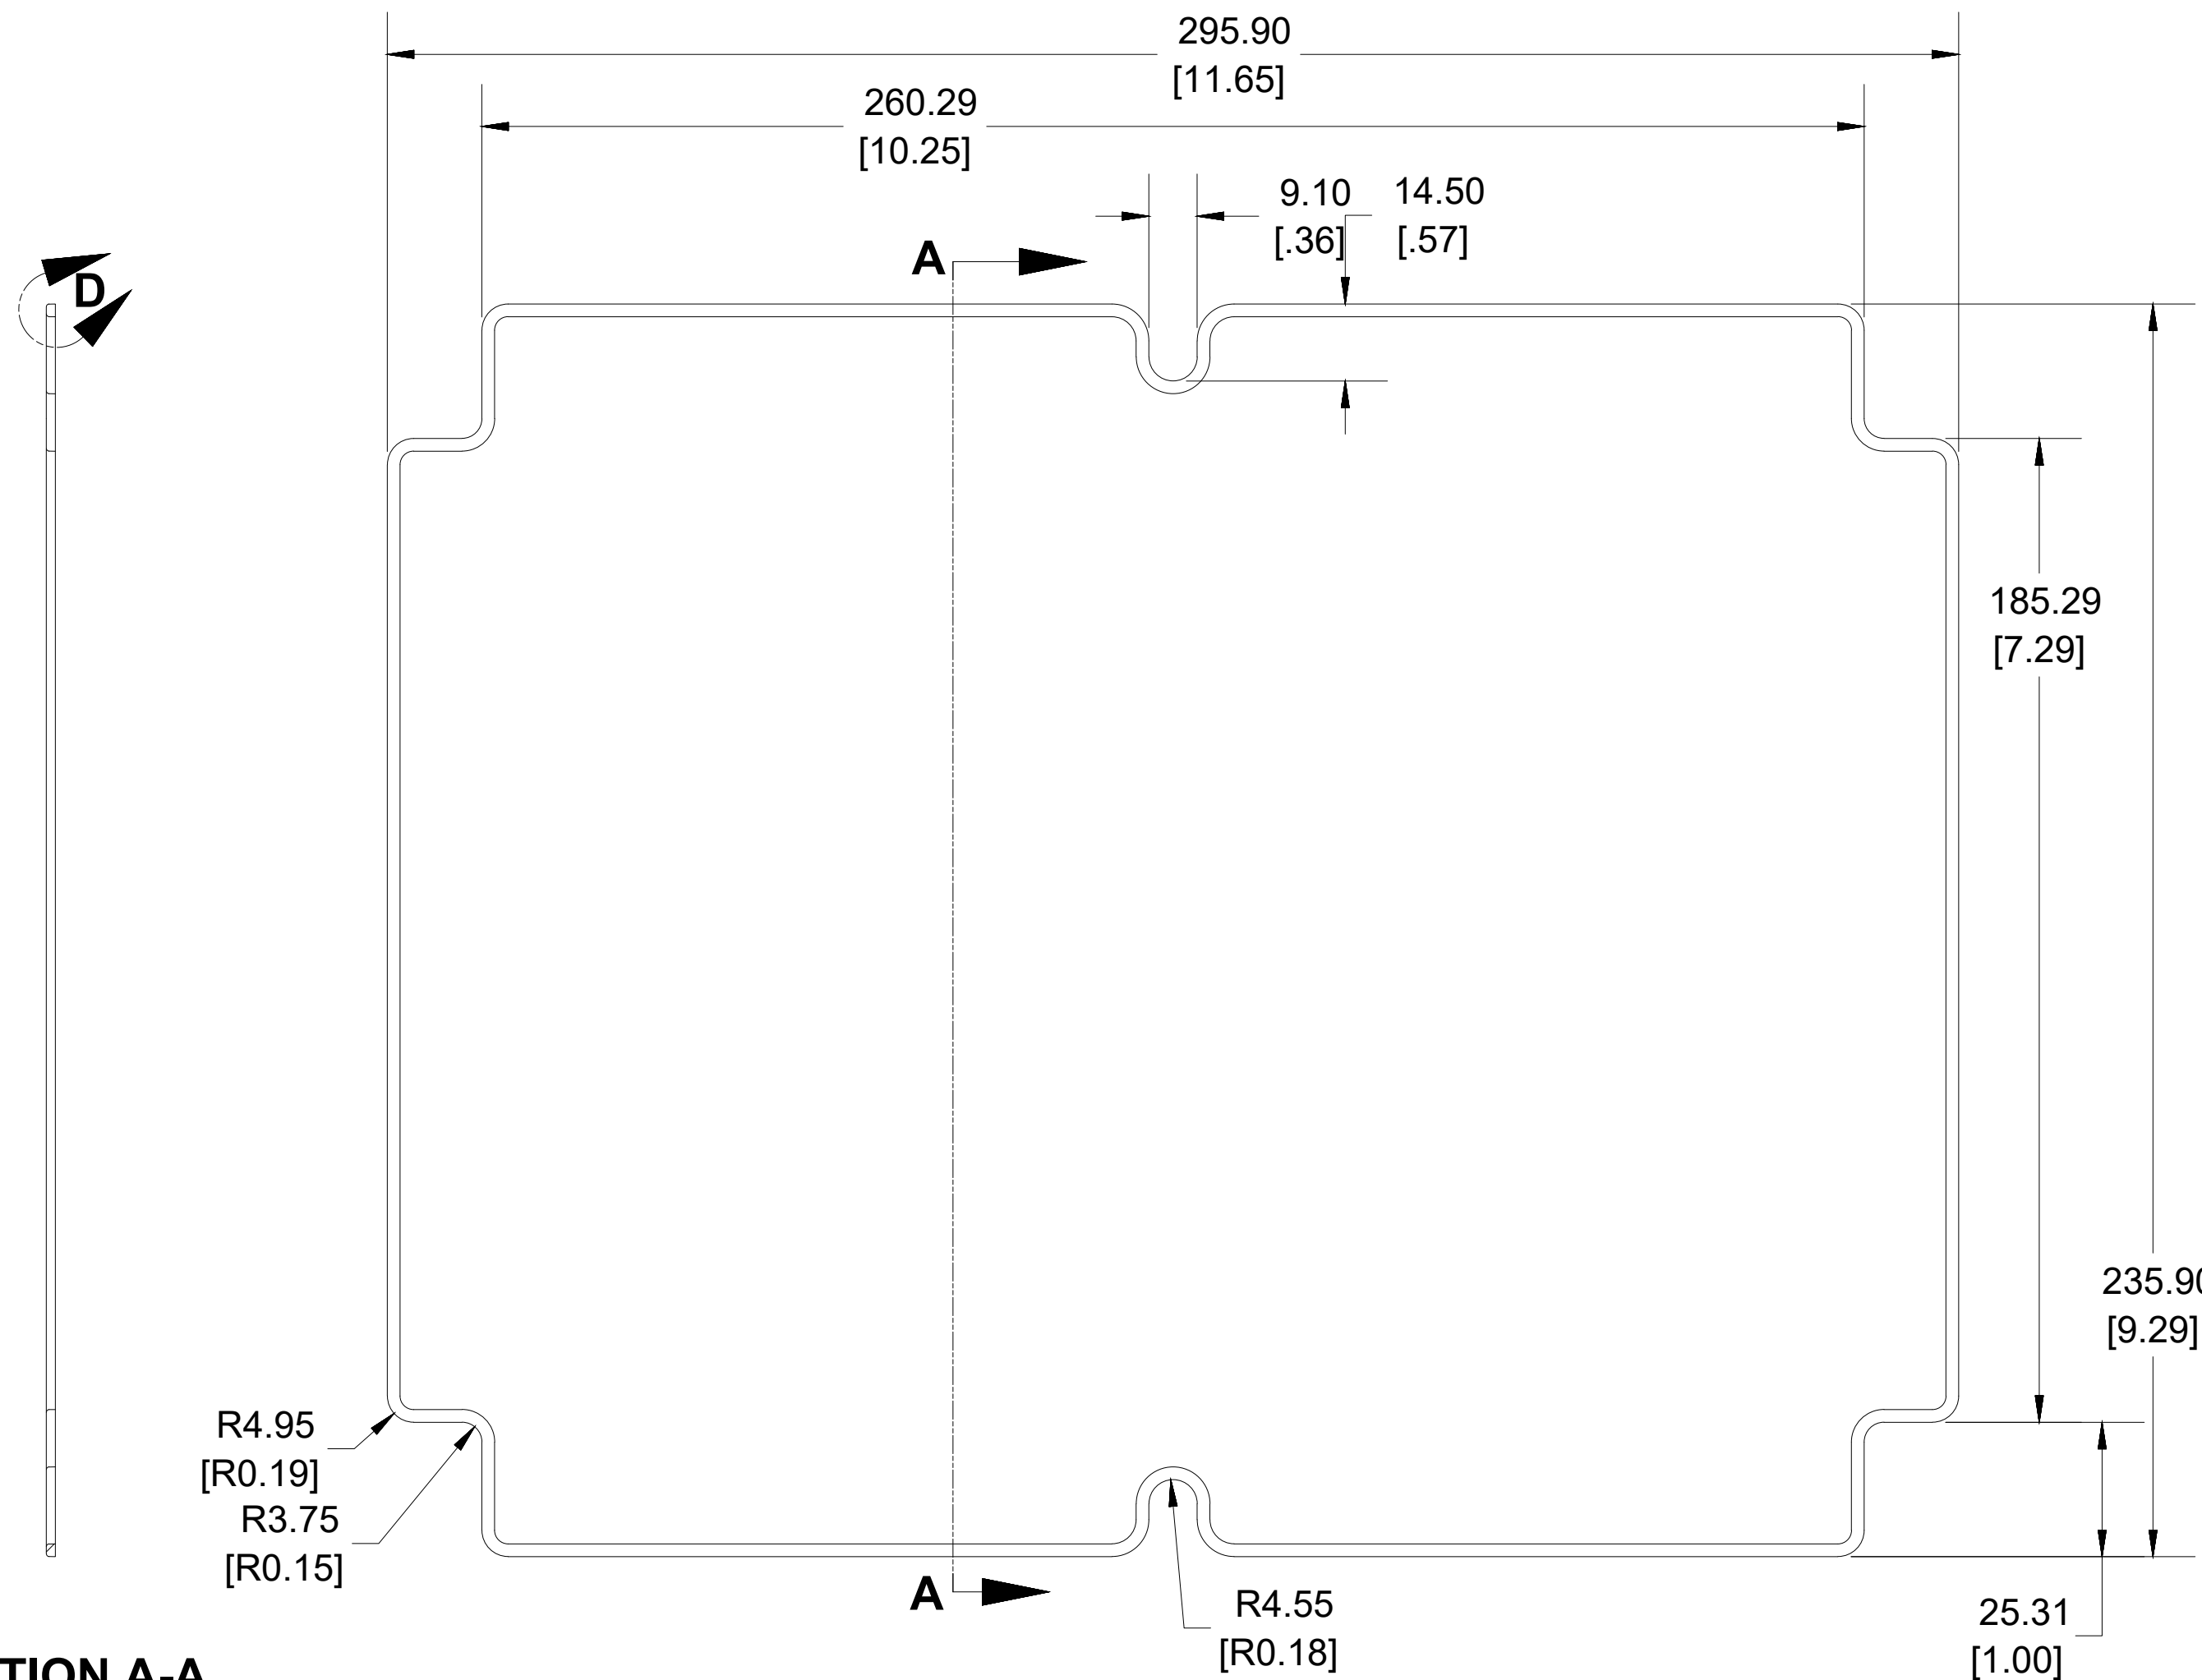 295.90
[11.65]
260.29
[10.25]
9.10
[.36]
14.50
[.57]
A
D
185.29
[7.29]
235.90
[9.29]
R4.95
[R0.19]
R3.75
[R0.15]
A
R4.55
[R0.18]
25.31
[1.00]
TION A-A